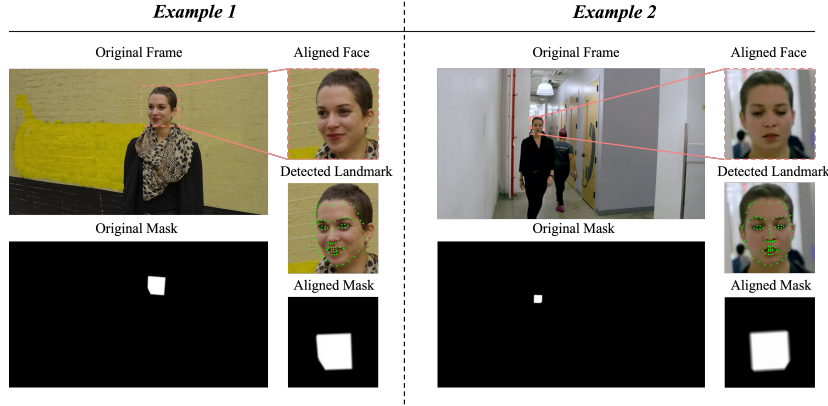 Example 1
Example 2
Original Frame
Aligned Face
Original Frame
Aligned Face
Detected Landmark
Detected Landmark
Original Mask
Original Mask
Aligned Mask
Aligned Mask